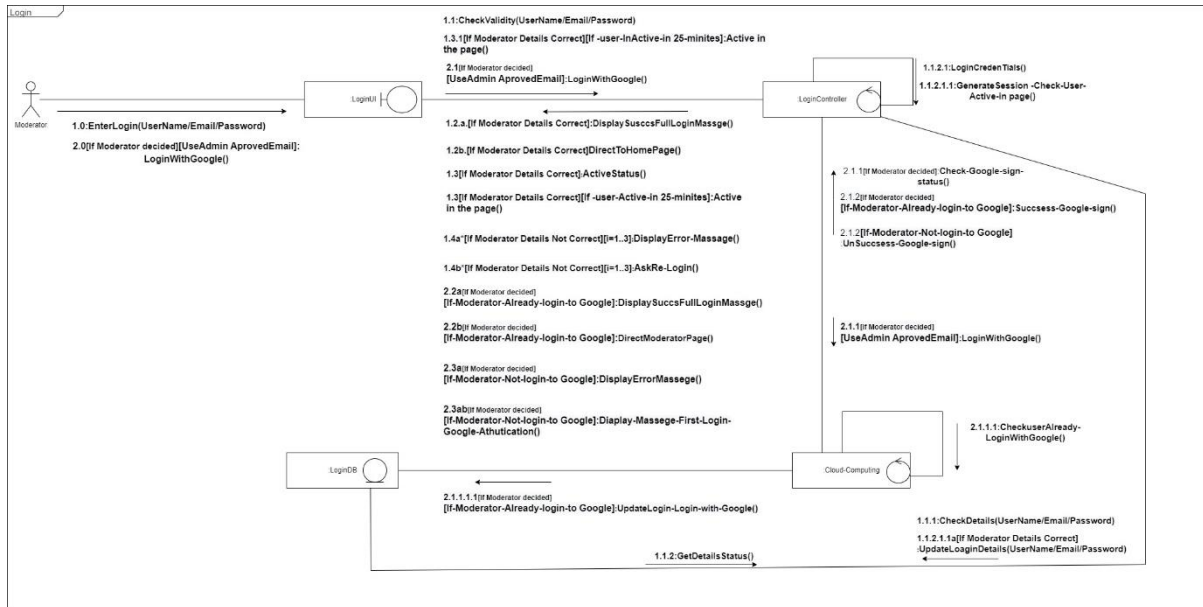 Login
1.1:CheckValidity(UserName/Email/Password)
1.3.1[If Moderator Details Correct][If -user-InActive-in 25-minites]:Active in
the page()
2.1[If Moderator decided]
[UseAdmin AprovedEmail]:LoginWithGoogle()
1.1.2.1:LoginCredenTials()
1.1.2.1.1:GenerateSession -Check-User-
Active-in page()
:LoginUI
:LoginController
Moderator
1.0:EnterLogin(UserName/Email/Password)
2.0[If Moderator decided][UseAdmin AprovedEmail]:
LoginWithGoogle()
1.2.a.[If Moderator Details Correct]:DisplaySusccsFullLoginMassge()
1.2b.[If Moderator Details Correct]DirectToHomePage()
1.3[If Moderator Details Correct]:ActiveStatus()
1.3[If Moderator Details Correct][If -user-Active-in 25-minites]:Active
in the page()
1.4a*[If Moderator Details Not Correct][i=1..3]:DisplayError-Massage()
1.4b*[If Moderator Details Not Correct][i=1..3]:AskRe-Login()
2.2a[If Moderator decided]
[If-Moderator-Already-login-to Google]:DisplaySuccsFullLoginMassge()
2.2b[If Moderator decided]
[If-Moderator-Already-login-to Google]:DirectModeratorPage()
2.3a[If Moderator decided]
[If-Moderator-Not-login-to Google]:DisplayErrorMassege()
2.3ab[If Moderator decided]
[If-Moderator-Not-login-to Google]:Diaplay-Massege-First-Login-
Google-Athutication()
2.1.1[If Moderator decided]:Check-Google-sign-
status()
2.1.2[If Moderator decided]
[If-Moderator-Already-login-to Google]:Succsess-Google-sign()
2.1.2[If-Moderator-Not-login-to Google]
:UnSuccsess-Google-sign()
2.1.1[If Moderator decided]
[UseAdmin AprovedEmail]:LoginWithGoogle()
2.1.1.1:CheckuserAlready-
LoginWithGoogle()
:LoginDB
:Cloud-Computing
2.1.1.1.1[If Moderator decided]
[If-Moderator-Already-login-to Google]:UpdateLogin-Login-with-Google()
1.1.1:CheckDetails(UserName/Email/Password)
1.1.2.1.1a[If Moderator Details Correct]
:UpdateLoaginDetails(UserName/Email/Password)
1.1.2:GetDetailsStatus()